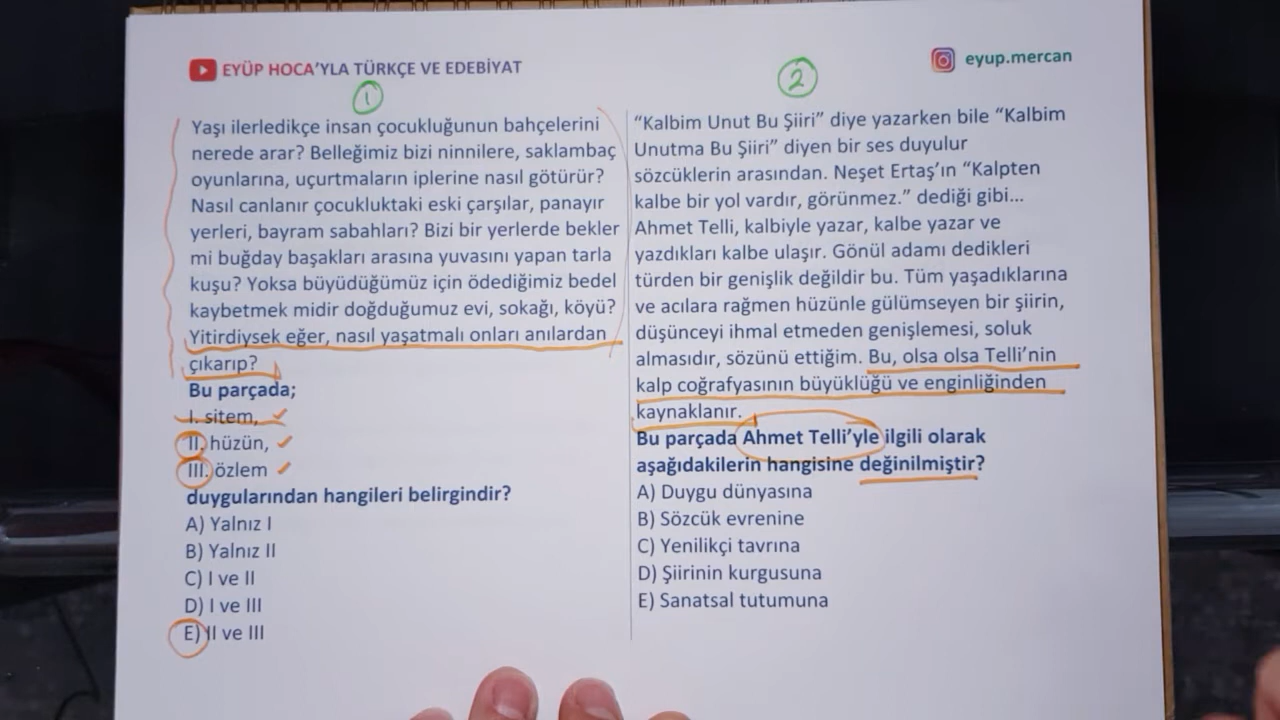 EYÜP HOCA'YLA TÜRKÇE VE EDEBİYAT
eyup.mercan
1
Yaşı ilerledikçe insan çocukluğunun bahçelerini
nerede arar? Belleğimiz bizi ninnilere, saklambaç
oyunlarına, uçurtmaların iplerine nasıl götürür?
Nasıl canlanır çocukluktaki eski çarşılar, panayır
yerleri, bayram sabahları? Bizi bir yerlerde bekler
mi buğday başakları arasına yuvasını yapan tarla
kuşu? Yoksa büyüdüğümüz için ödediğimiz bedel
kaybetmek midir doğduğumuz evi, sokağı, köyü?
Yitirdiysek eğer, nasıl yaşatmalı onları anılardan
çıkarıp?
Bu parçada;
I. sitem,
II. hüzün,
III. özlem
duygularından hangileri belirgindir?
A) Yalnız I
B) Yalnız II
C) I ve II
D) I ve III
E) II ve III
2
“Kalbim Unut Bu Şiiri” diye yazarken bile “Kalbim
Unutma Bu Şiiri” diyen bir ses duyulur
sözcüklerin arasından. Neşet Ertaş’ın “Kalpten
kalbe bir yol vardır, görünmez.” dediği gibi...
Ahmet Telli, kalbiyle yazar, kalbe yazar ve
yazdıkları kalbe ulaşır. Gönül adamı dedikleri
türden bir genişlik değildir bu. Tüm yaşadıklarına
ve acılara rağmen hüzünle gülümseyen bir şiirin,
düşünceyi ihmal etmeden genişlemesi, soluk
almasıdır, sözünü ettiğim. Bu, olsa olsa Telli’nin
kalp coğrafyasının büyüklüğü ve enginliğinden
kaynaklanır.
Bu parçada Ahmet Telli’yle ilgili olarak
aşağıdakilerin hangisine değinilmiştir?
A) Duygu dünyasına
B) Sözcük evrenine
C) Yenilikçi tavrına
D) Şiirinin kurgusuna
E) Sanatsal tutumuna